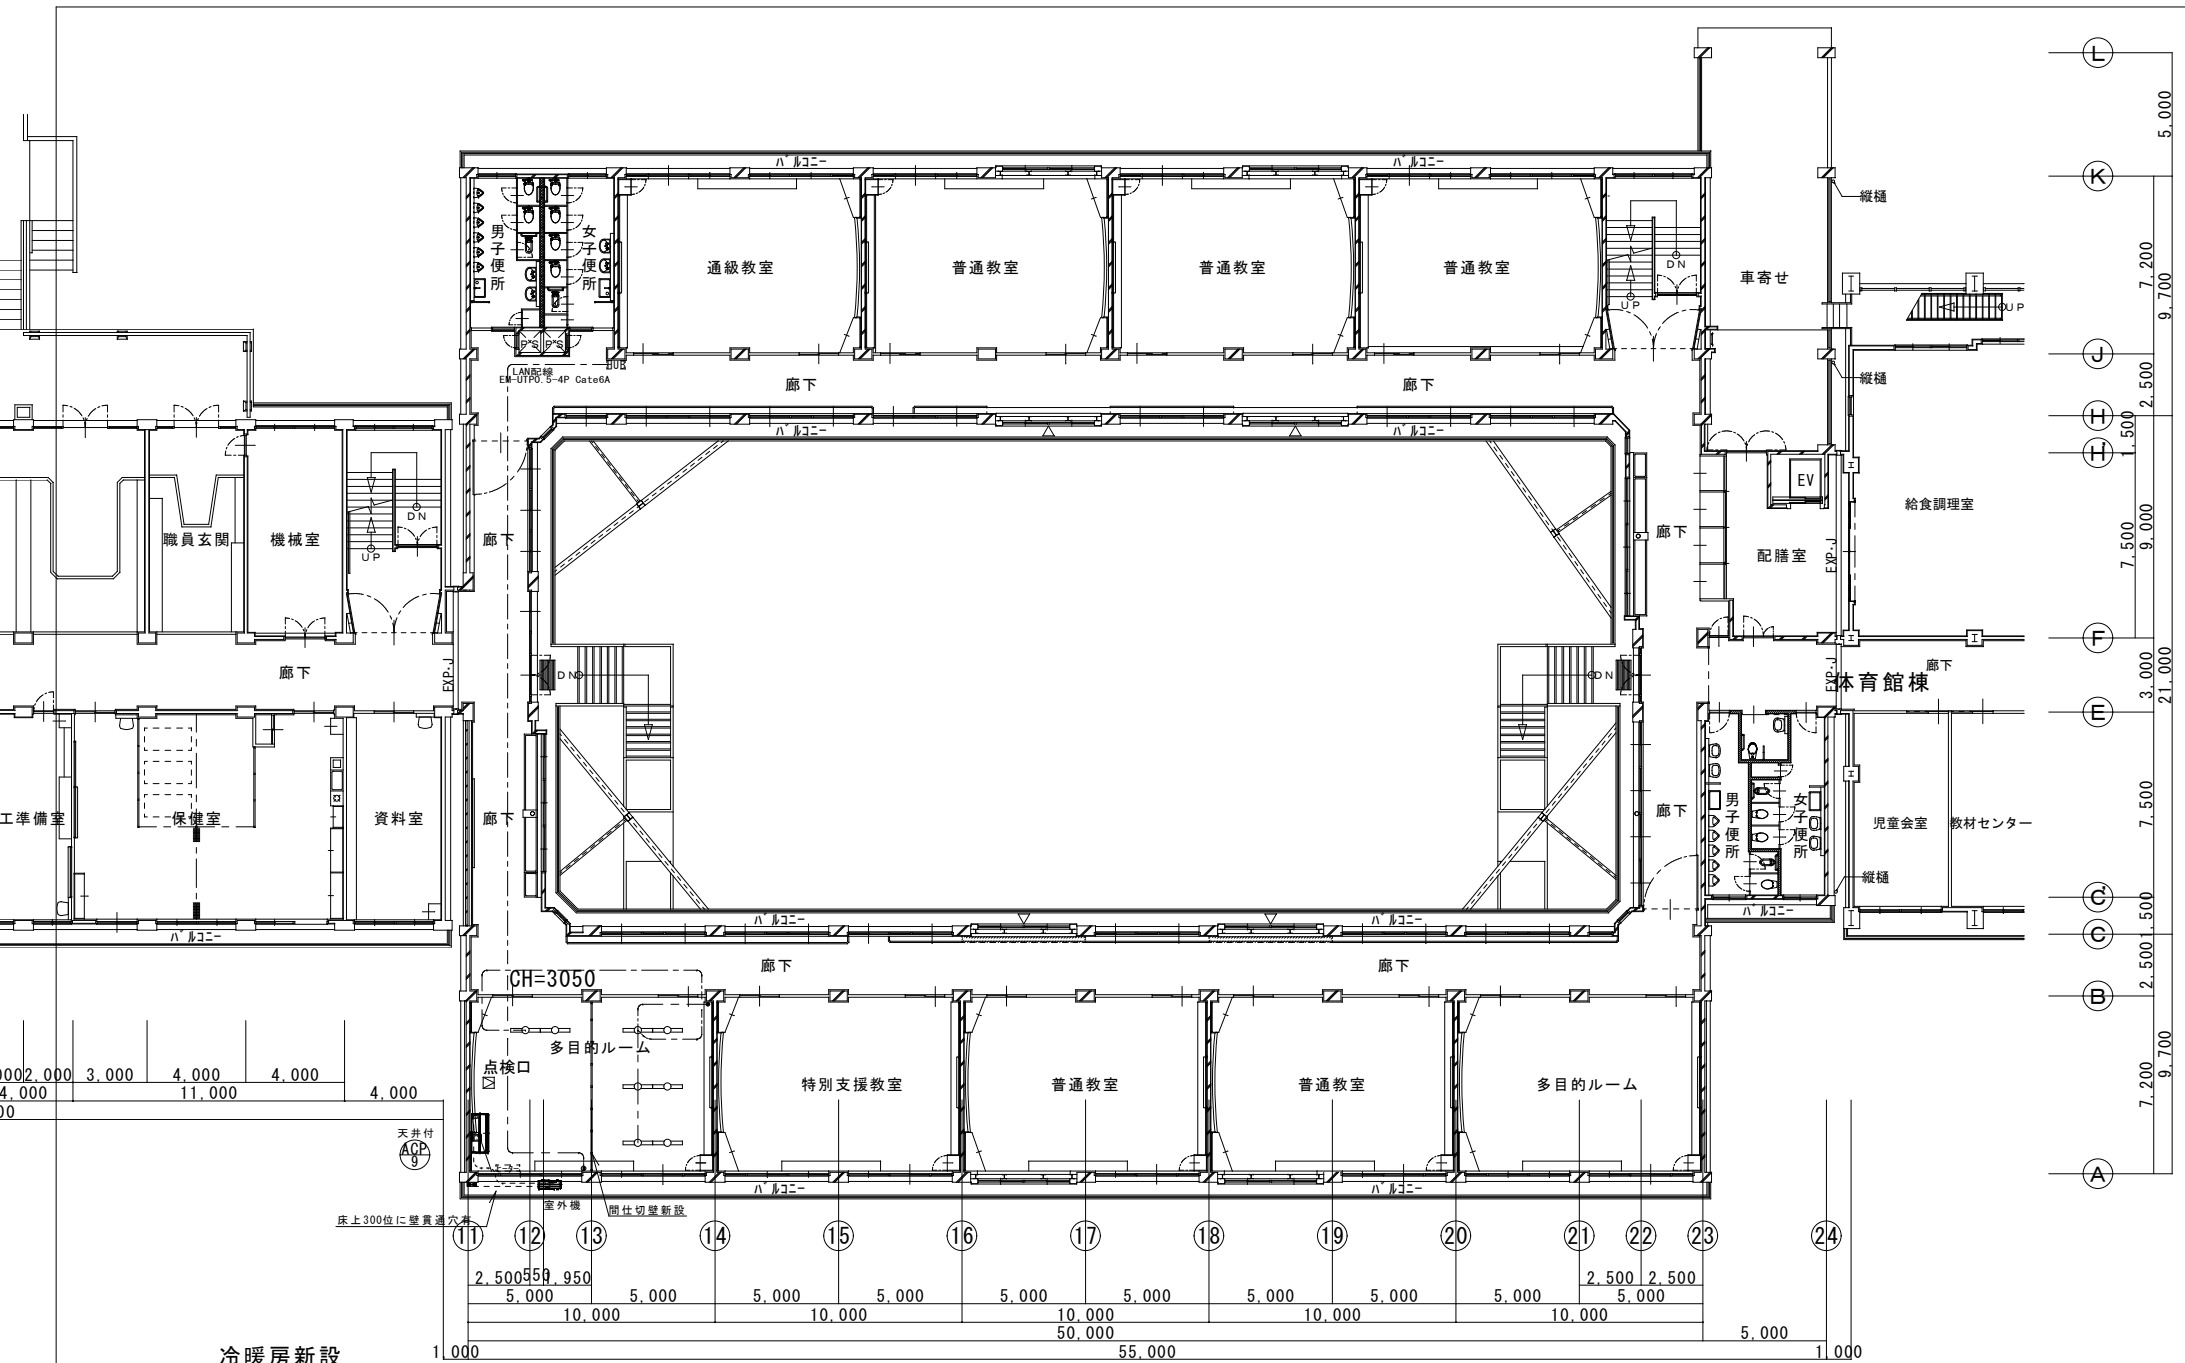 L
5,000
バルコニー
バルコニー
K
縦樋
男子便所
女子便所
通級教室
普通教室
普通教室
普通教室
DN
UP
車寄せ
UP
7,200
9,700
PS
PS
J
LAN配線
EM-UTP0.5-4P Cate6A
HUB
廊下
廊下
縦樋
2,500
H
バルコニー
バルコニー
1,500
H'
EV
職員玄関
機械室
DN
UP
廊下
廊下
配膳室
EXP.J
給食調理室
7,500
9,000
F
廊下
EXP.J
DN
DN
EXP.J
廊下
体育館棟
3,000
21,000
E
工準備室
保健室
資料室
廊下
廊下
男子便所
女子便所
児童会室
教材センター
7,500
縦樋
C'
バルコニー
バルコニー
バルコニー
バルコニー
1,500
C
廊下
廊下
2,500
CH=3050
B
多目的ルーム
点検口
特別支援教室
普通教室
普通教室
多目的ルーム
7,200
9,700
000
2,000
3,000
4,000
4,000
4,000
11,000
4,000
00
天井付
ACP
9
A
バルコニー
バルコニー
室外機
間仕切壁新設
床上300位に壁貫通穴有
11
12
13
14
15
16
17
18
19
20
21
22
23
24
2,500
550
1,950
2,500
2,500
5,000
5,000
5,000
5,000
5,000
5,000
5,000
5,000
5,000
5,000
10,000
10,000
10,000
10,000
10,000
50,000
5,000
冷暖房新設
1,000
55,000
1,000